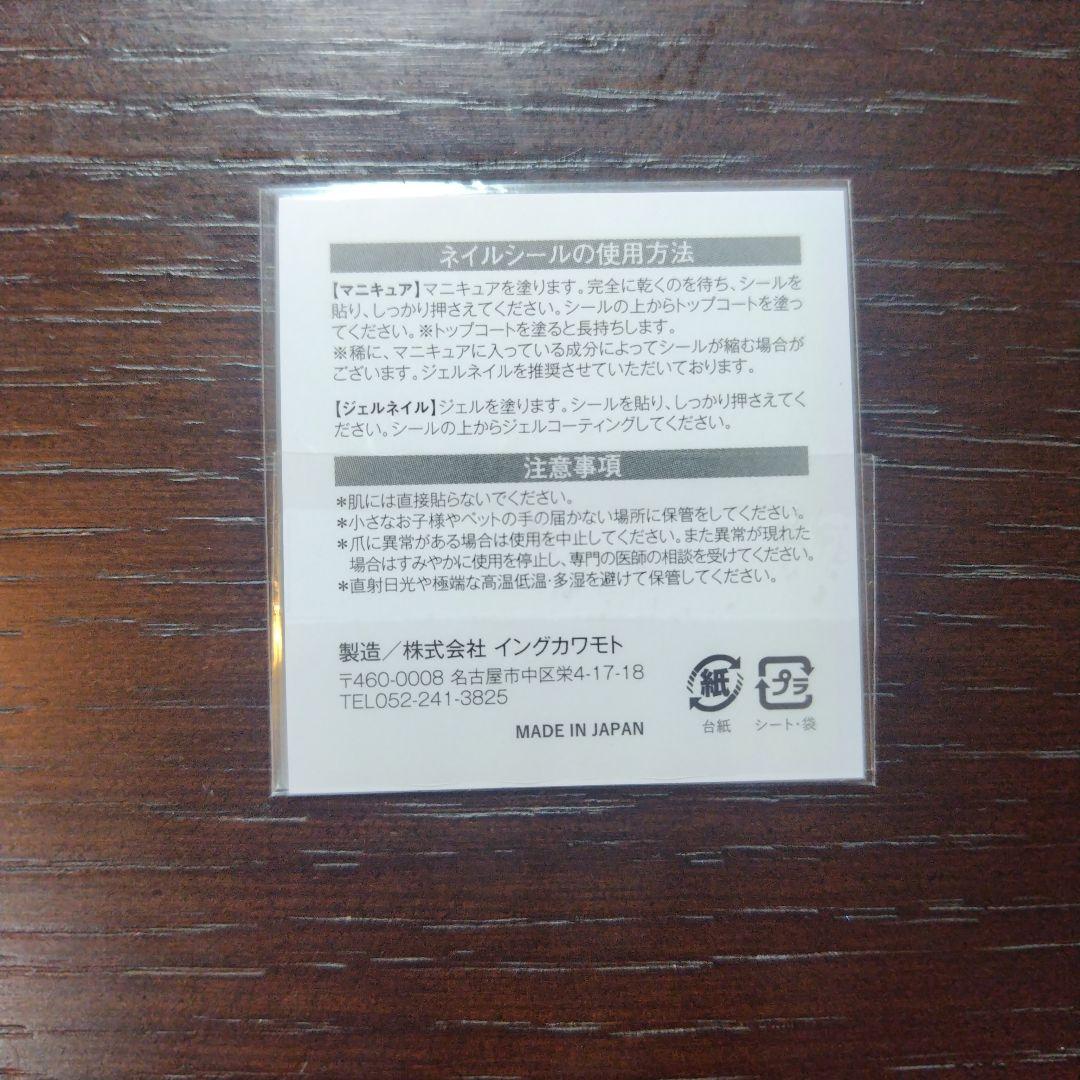 ネイルシールの使用方法
【マニキュア】マニキュアを塗ります。完全に乾くのを待ち、シールを
貼り、しっかり押さえてください。シールの上からトップコートを塗っ
てください。※トップコートを塗ると長持ちします。
※稀に、マニキュアに入っている成分によってシールが縮む場合が
ございます。ジェルネイルを推奨させていただいております。
【ジェルネイル】ジェルを塗ります。シールを貼り、しっかり押さえてく
ださい。シールの上からジェルコーティングしてください。
注意事項
＊肌には直接貼らないでください。
＊小さなお子様やペットの手の届かない場所に保管をしてください。
＊爪に異常がある場合は使用を中止してください。また異常が現れた
場合はすみやかに使用を停止し、専門の医師の相談を受けてください。
＊直射日光や極端な高温低温・多湿を避けて保管してください。
製造／株式会社 イングカワモト
〒460-0008 名古屋市中区栄4-17-18
TEL052-241-3825
MADE IN JAPAN
紙
台紙
プラ
シート・袋